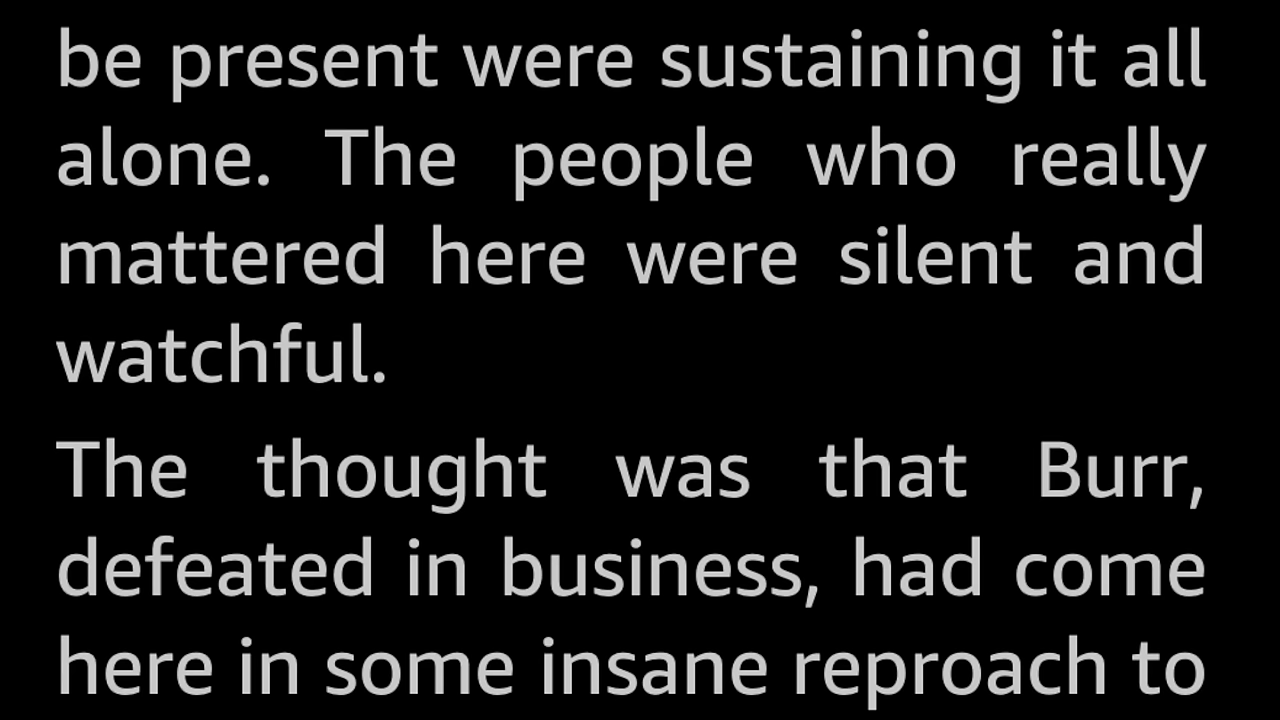 be present were sustaining it all
alone. The people who really
mattered here were silent and
watchful.
The thought was that Burr,
defeated in business, had come
here in some insane reproach to